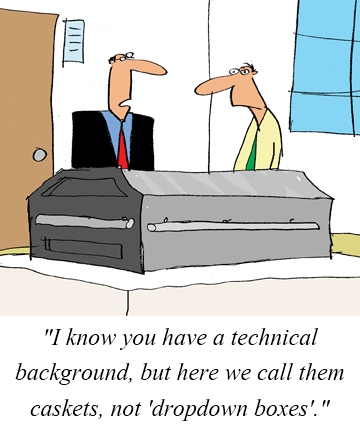 "I know you have a technical
background, but here we call them
caskets, not 'dropdown boxes'."